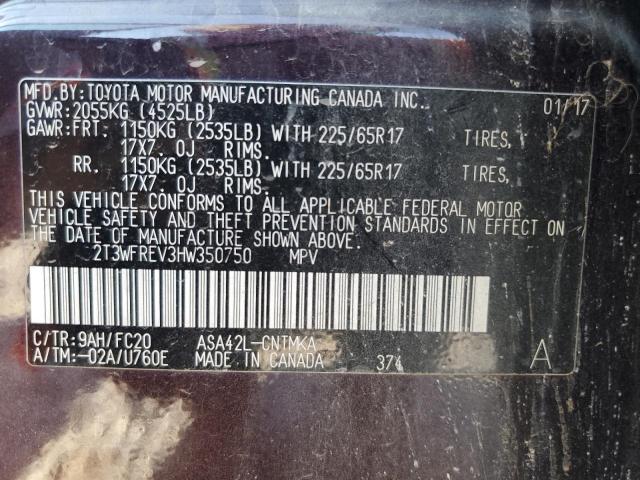 MFD.BY:TOYOTA MOTOR MANUFACTURING CANADA INC. 01/17
GVWR:2055KG (4525LB)
GAWR:FRT. 1150KG (2535LB) WITH 225/65R17 TIRES,
17X7.0J RIMS.
RR. 1150KG (2535LB) WITH 225/65R17 TIRES,
17X7.0J RIMS.
THIS VEHICLE CONFORMS TO ALL APPLICABLE FEDERAL MOTOR
VEHICLE SAFETY AND THEFT PREVENTION STANDARDS IN EFFECT ON
THE DATE OF MANUFACTURE SHOWN ABOVE.
2T3WFREV3HW350750 MPV
C/TR:9AH/FC20 ASA42L-CNTMKA
A/TM:-02A/U760E MADE IN CANADA 374 A